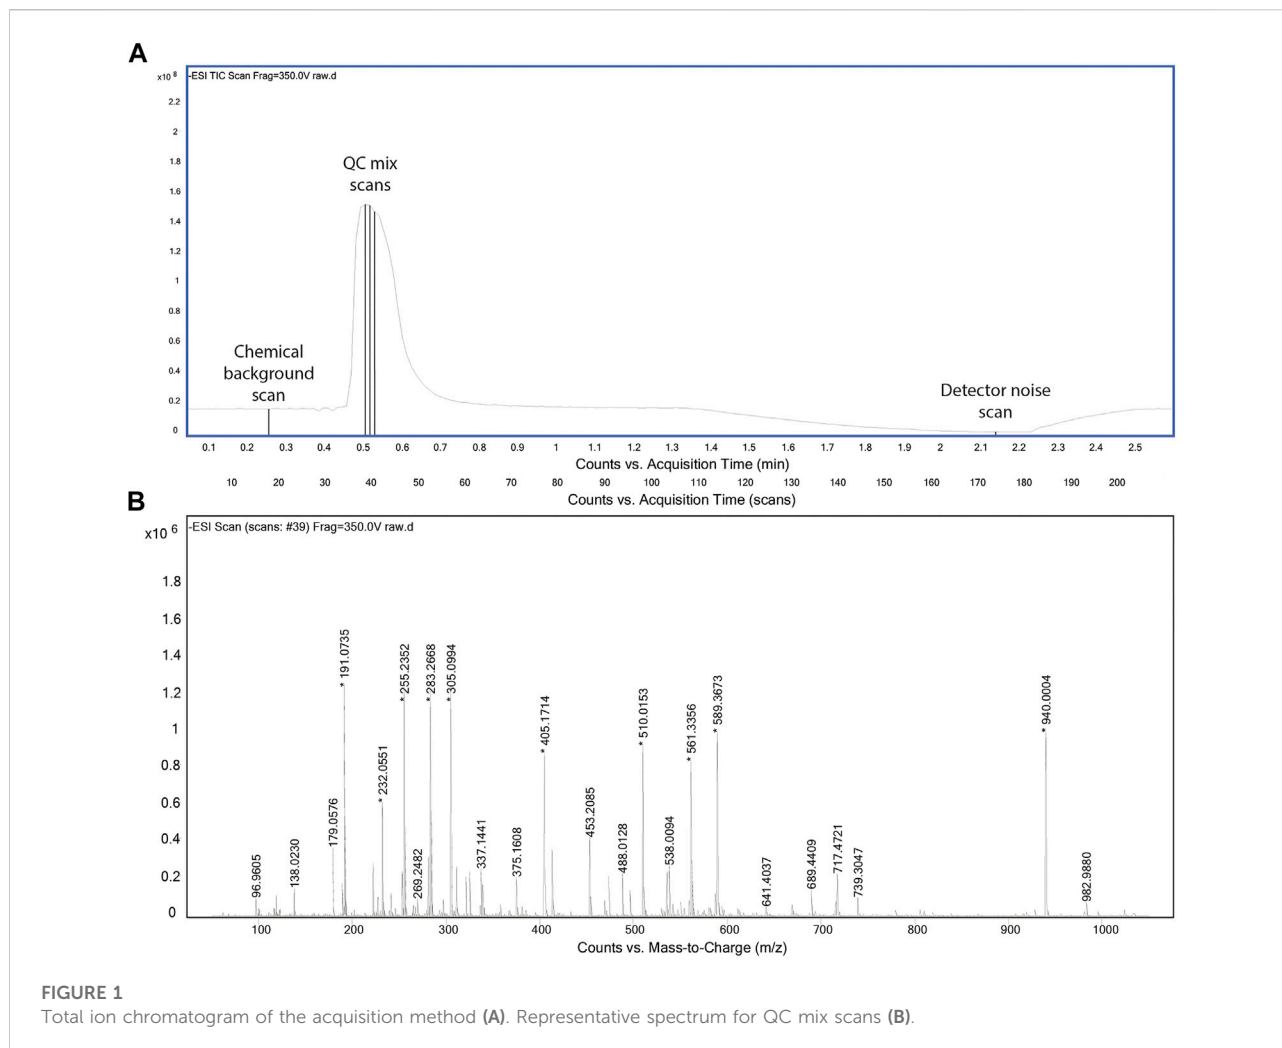 A
x10 8
-ESI TIC Scan Frag=350.0V raw.d
2.2
2
1.8
1.6
1.4
1.2
1
0.8
0.6
0.4
0.2
0
QC mix
scans
Chemical
background
scan
Detector noise
scan
0.1 0.2 0.3 0.4 0.5 0.6 0.7 0.8 0.9 1 1.1 1.2 1.3 1.4 1.5 1.6 1.7 1.8 1.9 2 2.1 2.2 2.3 2.4 2.5
Counts vs. Acquisition Time (min)
10 20 30 40 50 60 70 80 90 100 110 120 130 140 150 160 170 180 190 200
Counts vs. Acquisition Time (scans)
B
x10 6
-ESI Scan (scans: #39) Frag=350.0V raw.d
1.8
1.6
1.4
1.2
1
0.8
0.6
0.4
0.2
0
96.9605
138.0230
179.0576
* 191.0735
* 232.0551
* 255.2352
269.2482
* 283.2668
* 305.0994
337.1441
375.1608
* 405.1714
453.2085
488.0128
* 510.0153
538.0094
* 561.3356
* 589.3673
641.4037
689.4409
717.4721
739.3047
* 940.0004
982.9880
100 200 300 400 500 600 700 800 900 1000
Counts vs. Mass-to-Charge (m/z)
FIGURE 1
Total ion chromatogram of the acquisition method (A). Representative spectrum for QC mix scans (B).